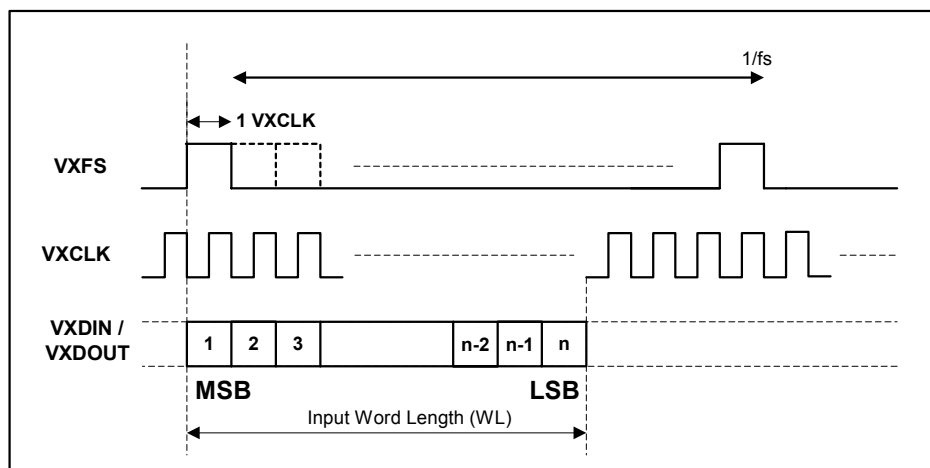 1/fs
1 VXCLK
VXFS
VXCLK
VXDIN /
VXDOUT
1 2 3 n-2 n-1 n
MSB LSB
Input Word Length (WL)